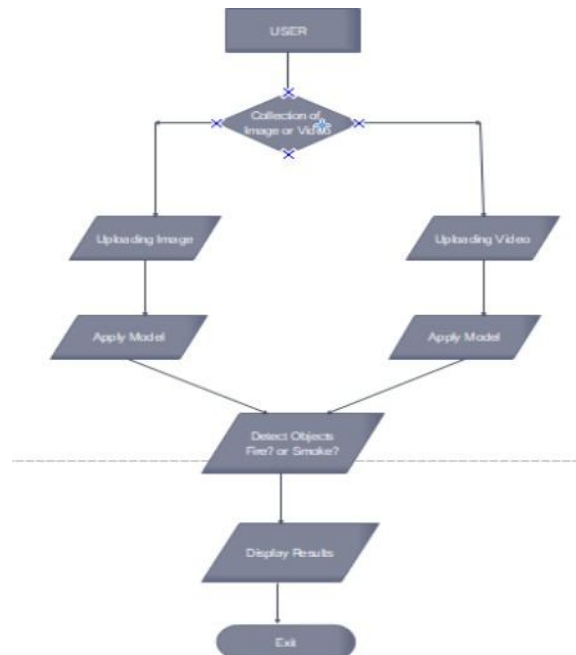 USER
Collection of
Image or Video
Uploading Image
Uploading Video
Apply Model
Apply Model
Detect Objects
Fire? or Smoke?
Display Results
Exit